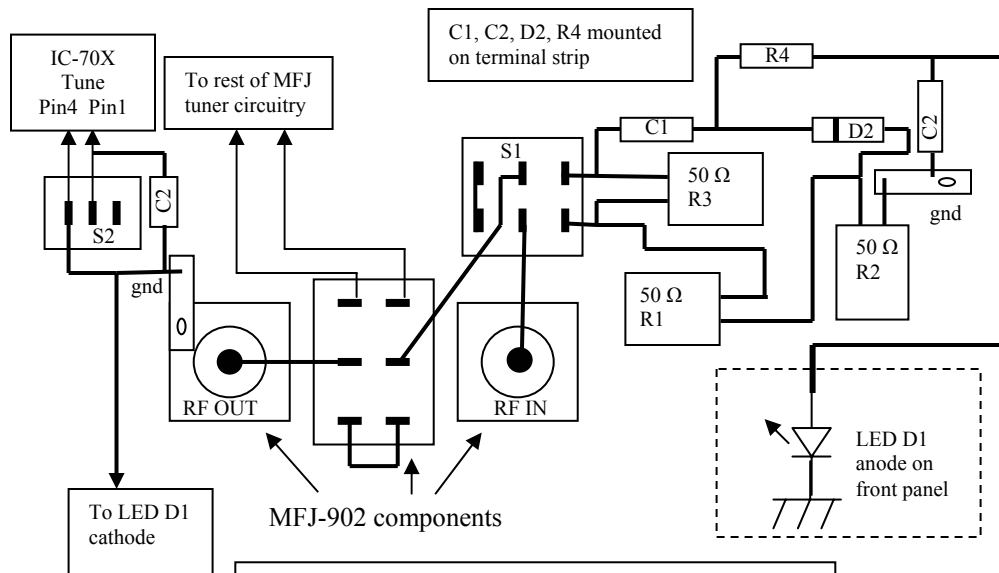 IC-70X
Tune
Pin4 Pin1
To rest of MFJ
tuner circuitry
C1, C2, D2, R4 mounted
on terminal strip
R4
C1
D2
C2
S1
50 Ω
R3
gnd
50 Ω
R2
50 Ω
R1
C2
S2
gnd
RF OUT
RF IN
LED D1
anode on
front panel
MFJ-902 components
To LED D1
cathode